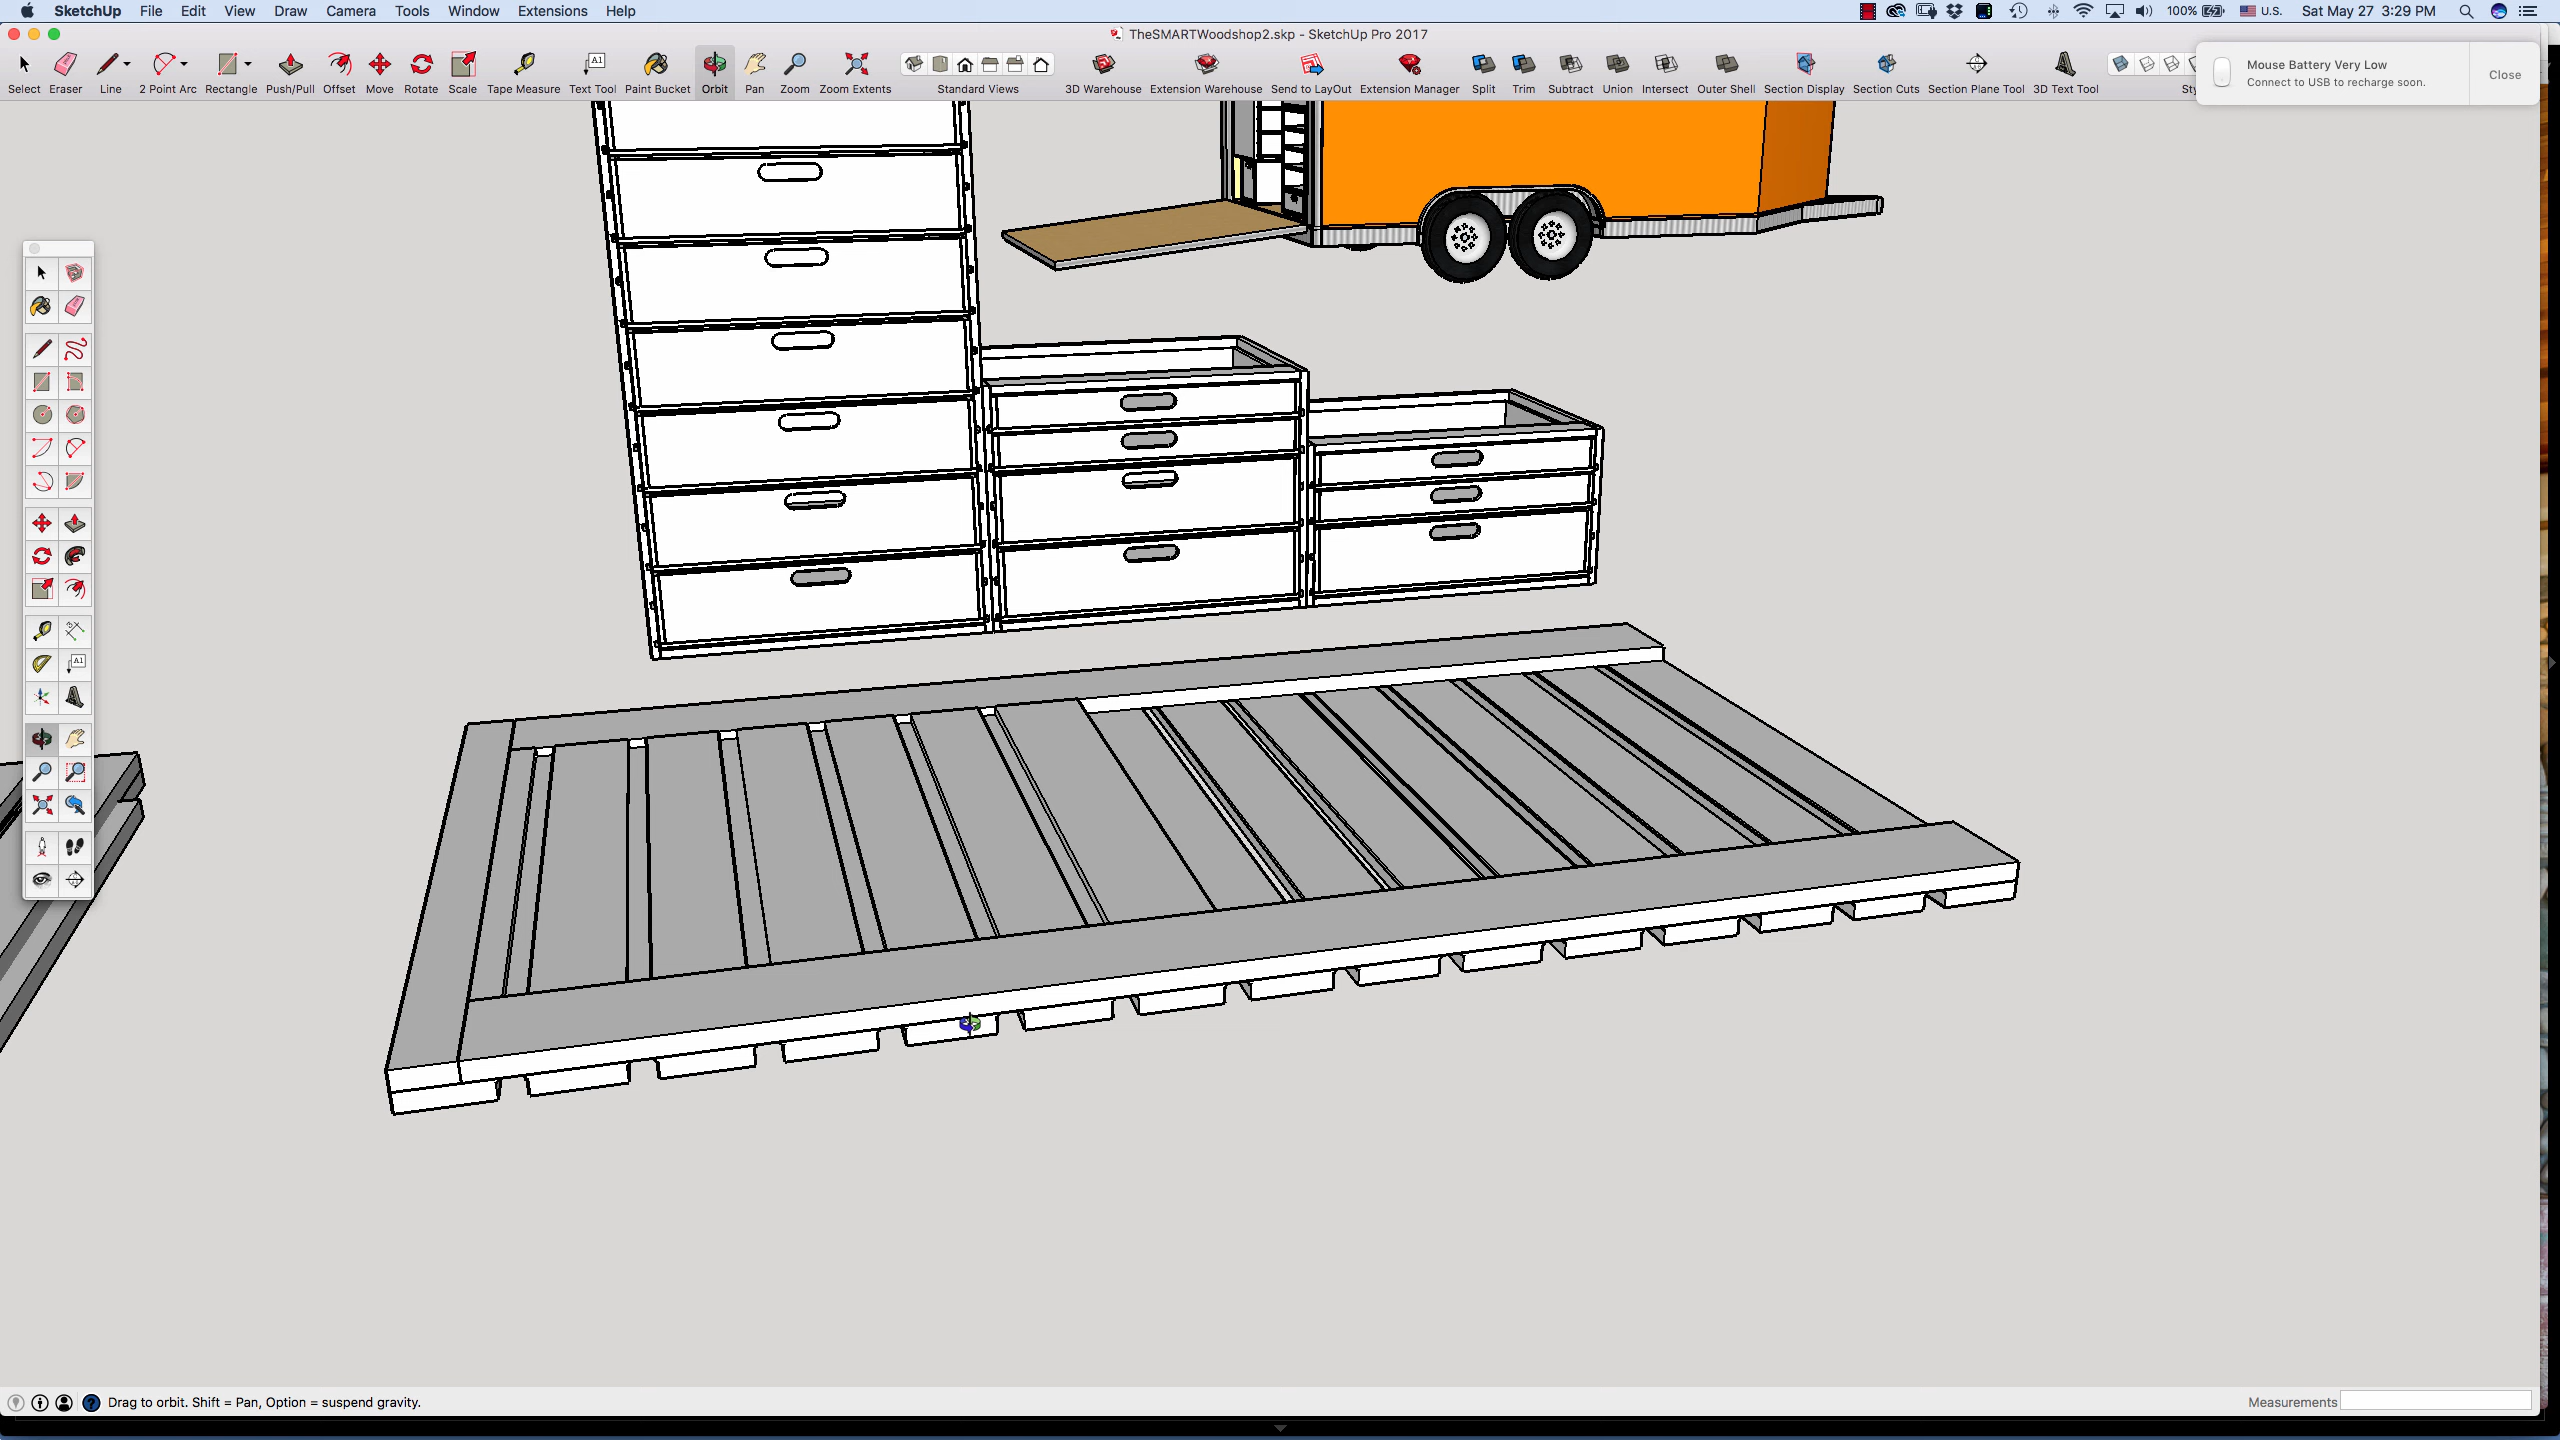 SketchUp File Edit View Draw Camera Tools Window Extensions Help
100% U.S. Sat May 27 3:29 PM
TheSMARTWoodshop2.skp - SketchUp Pro 2017
Select Eraser Line 2 Point Arc Rectangle Push/Pull Offset Move Rotate Scale Tape Measure Text Tool Paint Bucket Orbit Pan Zoom Zoom Extents Standard Views 3D Warehouse Extension Warehouse Send to LayOut Extension Manager Split Trim Subtract Union Intersect Outer Shell Section Display Section Cuts Section Plane Tool 3D Text Tool
Mouse Battery Very Low
Connect to USB to recharge soon.
Close
Drag to orbit. Shift = Pan, Option = suspend gravity.
Measurements